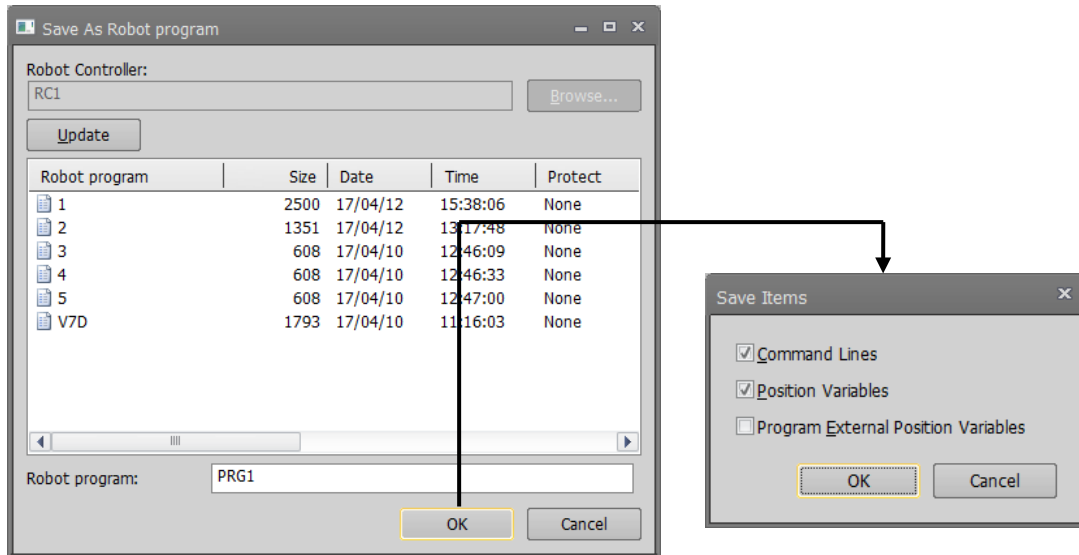 Save As Robot program
Robot Controller:
RC1 Browse...
Update
Robot program Size Date Time Protect
1 2500 17/04/12 15:38:06 None
2 1351 17/04/12 13:17:48 None
3 608 17/04/10 12:46:09 None
4 608 17/04/10 12:46:33 None
5 608 17/04/10 12:47:00 None
V7D 1793 17/04/10 11:16:03 None
Robot program: PRG1
OK Cancel
Save Items
Command Lines
Position Variables
Program External Position Variables
OK Cancel